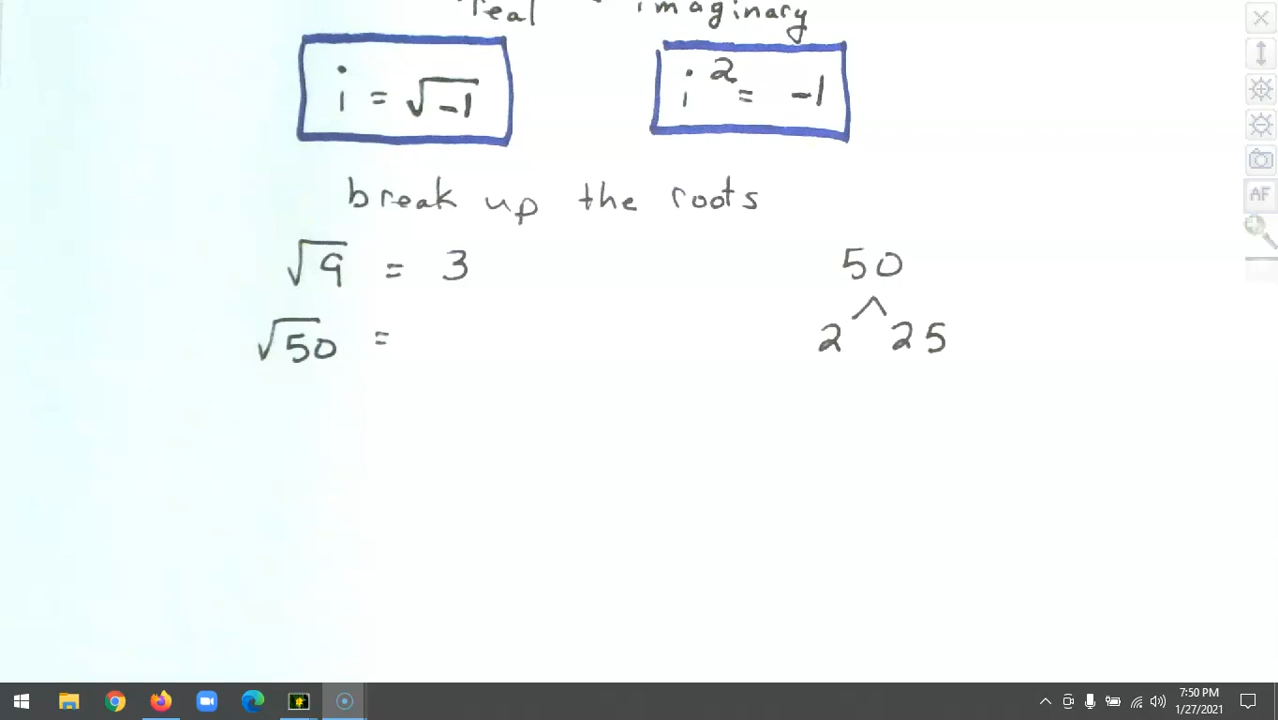 real imaginary
i = √-1 i² = -1
break up the roots
√9 = 3 50
√50 = 2 25
AF
7:50 PM
1/27/2021